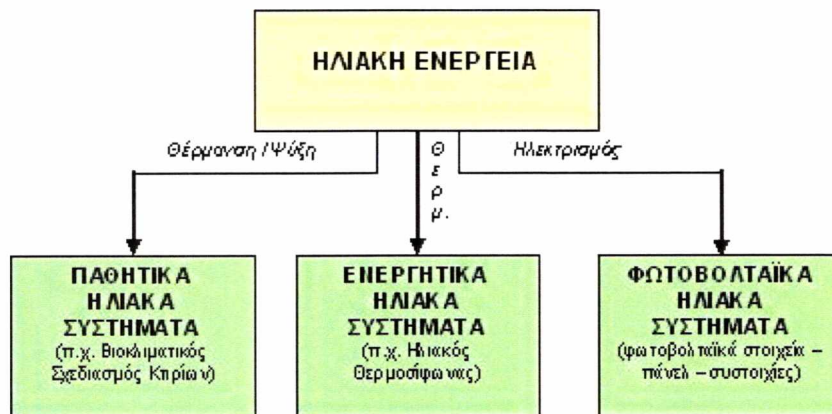 ΗΛΙΑΚΗ ΕΝΕΡΓΕΙΑ
Θέρμανση /Ψύξη
Θ
ε
ρ
μ.
Ηλεκτρισμός
ΠΑΘΗΤΙΚΑ
ΗΛΙΑΚΑ
ΣΥΣΤΗΜΑΤΑ
(π.χ. Βιοκλιματικός
Σχεδιασμός Κτιρίων)
ΕΝΕΡΓΗΤΙΚΑ
ΗΛΙΑΚΑ
ΣΥΣΤΗΜΑΤΑ
(π.χ. Ηλιακός
Θερμοσίφωνας)
ΦΩΤΟΒΟΛΤΑΪΚΑ
ΗΛΙΑΚΑ
ΣΥΣΤΗΜΑΤΑ
(φωτοβολταϊκά στοιχεία –
πάνελ – συστοιχίες)